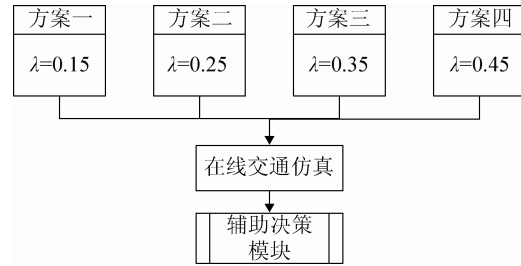 方案一
方案二
方案三
方案四
λ=0.15
λ=0.25
λ=0.35
λ=0.45
在线交通仿真
辅助决策
模块